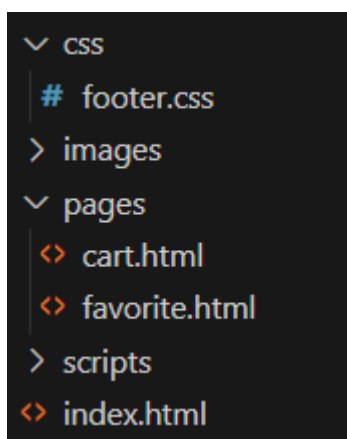 css
# footer.css
images
pages
<> cart.html
<> favorite.html
scripts
<> index.html